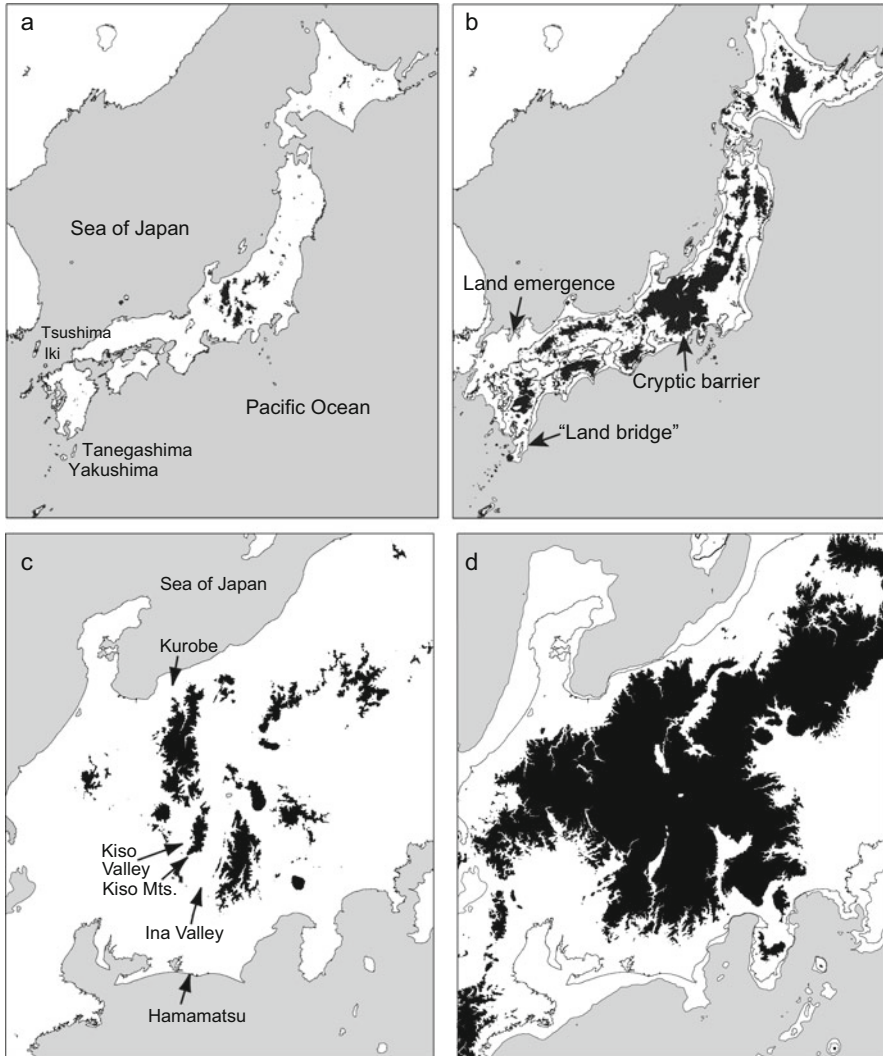 a
Sea of Japan
Tsushima
Iki
Pacific Ocean
Tanegashima
Yakushima
b
Land emergence
Cryptic barrier
“Land bridge”
c
Sea of Japan
Kurobe
Kiso
Valley
Kiso Mts.
Ina Valley
Hamamatsu
d